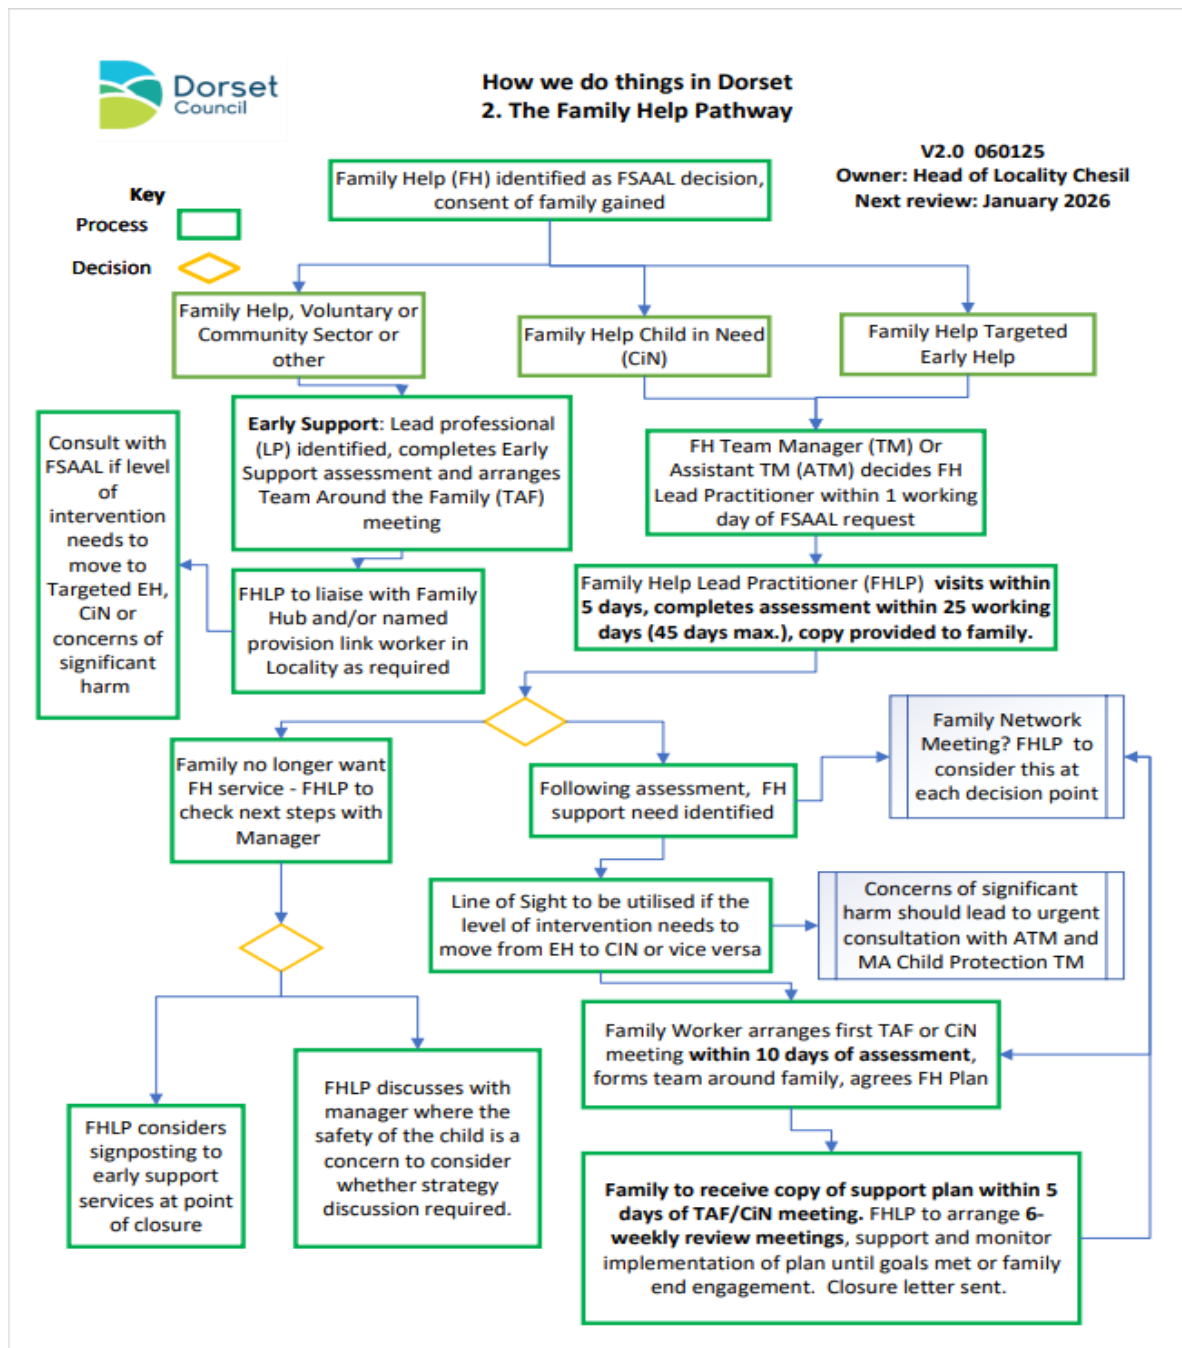 Dorset
Council
How we do things in Dorset
2. The Family Help Pathway
V2.0 060125
Owner: Head of Locality Chesil
Next review: January 2026
Key
Process
Decision
Family Help (FH) identified as FSAAL decision,
consent of family gained
Family Help, Voluntary or
Community Sector or
other
Family Help Child in Need
(CiN)
Family Help Targeted
Early Help
Consult with
FSAAL if level
of
intervention
needs to
move to
Targeted EH,
CiN or
concerns of
significant
harm
Early Support: Lead professional
(LP) identified, completes Early
Support assessment and arranges
Team Around the Family (TAF)
meeting
FH Team Manager (TM) Or
Assistant TM (ATM) decides FH
Lead Practitioner within 1 working
day of FSAAL request
FHLP to liaise with Family
Hub and/or named
provision link worker in
Locality as required
Family Help Lead Practitioner (FHLP) visits within
5 days, completes assessment within 25 working
days (45 days max.), copy provided to family.
Family no longer want
FH service - FHLP to
check next steps with
Manager
Following assessment, FH
support need identified
Family Network
Meeting? FHLP to
consider this at
each decision point
Line of Sight to be utilised if the
level of intervention needs to
move from EH to CIN or vice versa
Concerns of significant
harm should lead to urgent
consultation with ATM and
MA Child Protection TM
Family Worker arranges first TAF or CiN
meeting within 10 days of assessment,
forms team around family, agrees FH Plan
FHLP considers
signposting to
early support
services at point
of closure
FHLP discusses with
manager where the
safety of the child is a
concern to consider
whether strategy
discussion required.
Family to receive copy of support plan within 5
days of TAF/CiN meeting. FHLP to arrange 6-
weekly review meetings, support and monitor
implementation of plan until goals met or family
end engagement. Closure letter sent.